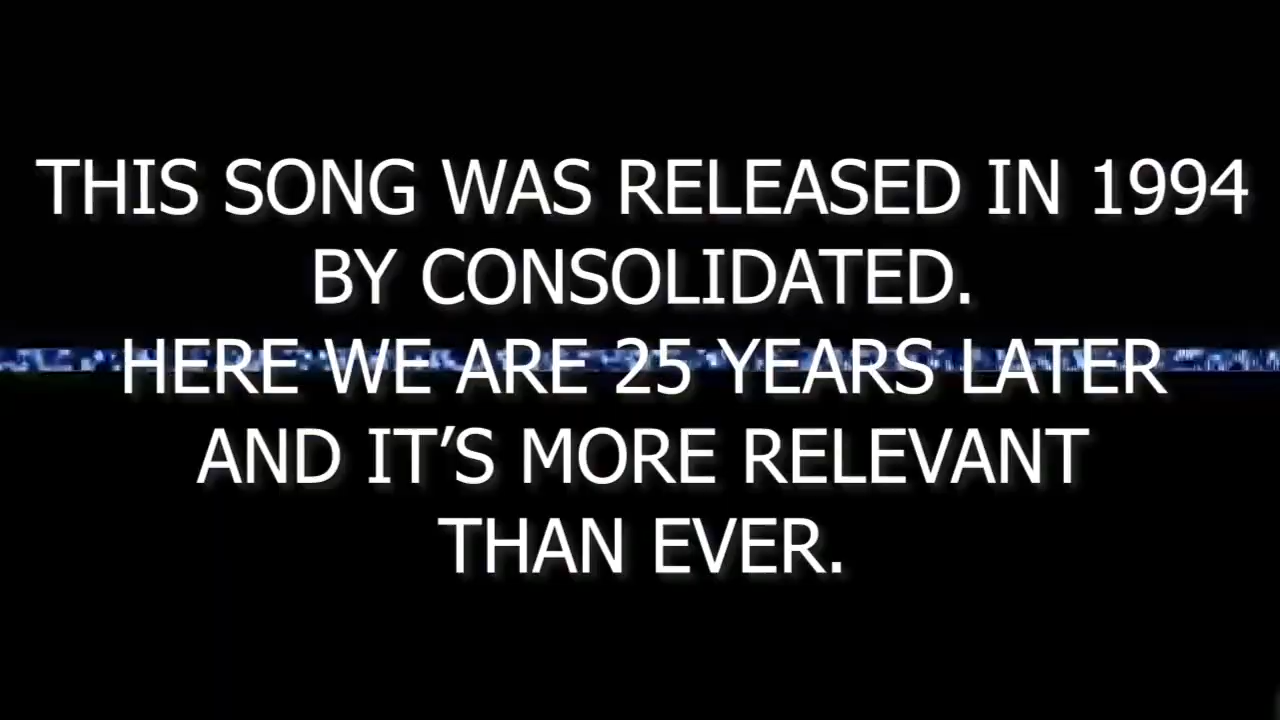 THIS SONG WAS RELEASED IN 1994
BY CONSOLIDATED.
HERE WE ARE 25 YEARS LATER
AND IT’S MORE RELEVANT
THAN EVER.